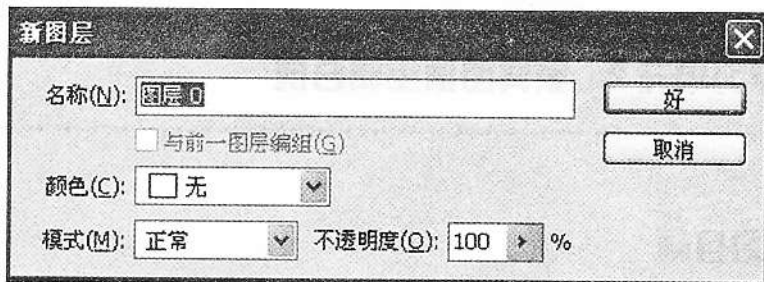 新图层
名称(N): 图层 0
好
与前一图层编组(G)
取消
颜色(C): 无
模式(M): 正常 不透明度(O): 100 %